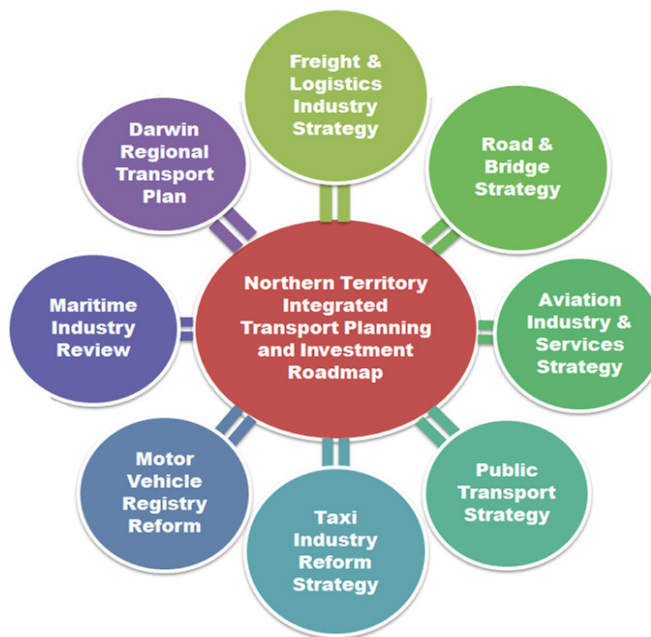 Freight &
Logistics
Industry
Strategy
Road &
Bridge
Strategy
Aviation
Industry &
Services
Strategy
Public
Transport
Strategy
Taxi
Industry
Reform
Strategy
Motor
Vehicle
Registry
Reform
Maritime
Industry
Review
Darwin
Regional
Transport
Plan
Northern Territory
Integrated
Transport Planning
and Investment
Roadmap